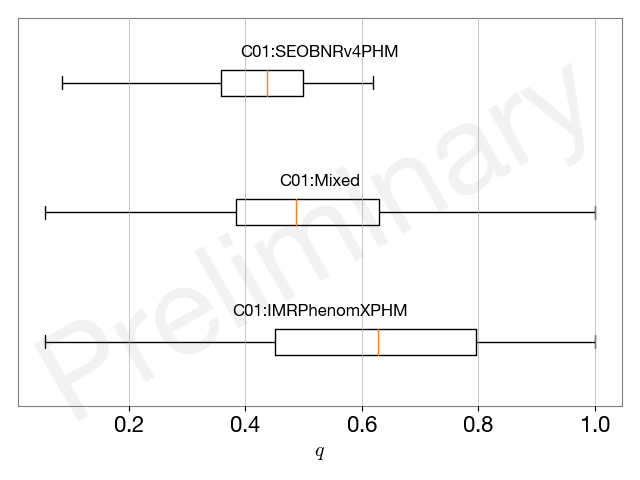 C01:SEOBNRv4PHM
C01:Mixed
C01:IMRPhenomXPHM
Preliminary
0.2 0.4 0.6 0.8 1.0
q